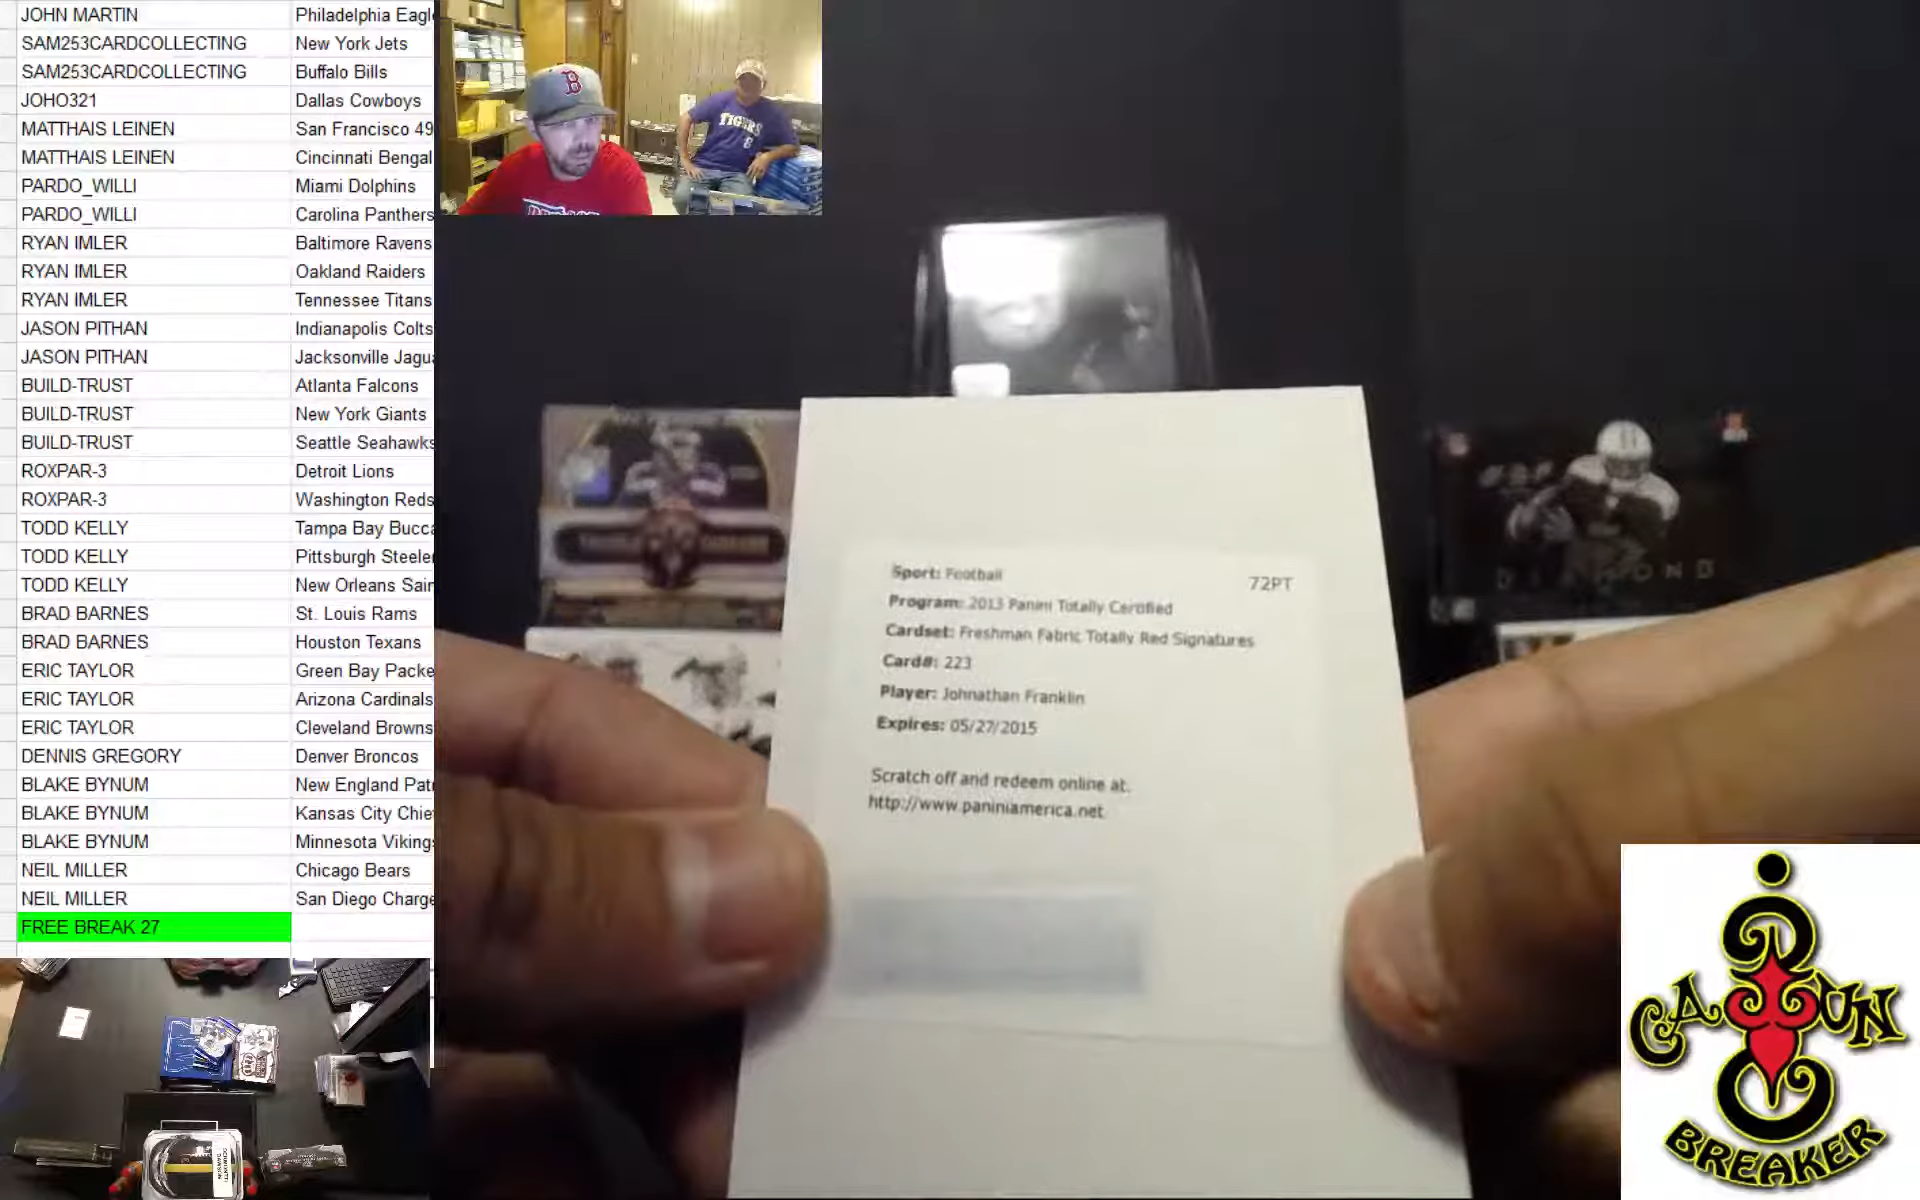 JOHN MARTIN Philadelphia Eagl
SAM253CARDCOLLECTING New York Jets
SAM253CARDCOLLECTING Buffalo Bills
JOHO321 Dallas Cowboys
MATTHAIS LEINEN San Francisco 49
MATTHAIS LEINEN Cincinnati Bengal
PARDO_WILLI Miami Dolphins
PARDO_WILLI Carolina Panthers
RYAN IMLER Baltimore Ravens
RYAN IMLER Oakland Raiders
RYAN IMLER Tennessee Titans
JASON PITHAN Indianapolis Colts
JASON PITHAN Jacksonville Jagua
BUILD-TRUST Atlanta Falcons
BUILD-TRUST New York Giants
BUILD-TRUST Seattle Seahawks
ROXPAR-3 Detroit Lions
ROXPAR-3 Washington Reds
TODD KELLY Tampa Bay Bucca
TODD KELLY Pittsburgh Steeler
TODD KELLY New Orleans Sain
BRAD BARNES St. Louis Rams
BRAD BARNES Houston Texans
ERIC TAYLOR Green Bay Packe
ERIC TAYLOR Arizona Cardinals
ERIC TAYLOR Cleveland Browns
DENNIS GREGORY Denver Broncos
BLAKE BYNUM New England Patr
BLAKE BYNUM Kansas City Chief
BLAKE BYNUM Minnesota Vikings
NEIL MILLER Chicago Bears
NEIL MILLER San Diego Charge
FREE BREAK 27
B
TIGERS
8
Sport: Football
72PT
Program: 2013 Panini Totally Certified
Cardset: Freshman Fabric Totally Red Signatures
Card#: 223
Player: Johnathan Franklin
Expires: 05/27/2015
Scratch off and redeem online at:
http://www.paniniamerica.net
DIAMOND
CAJUN
BREAKER